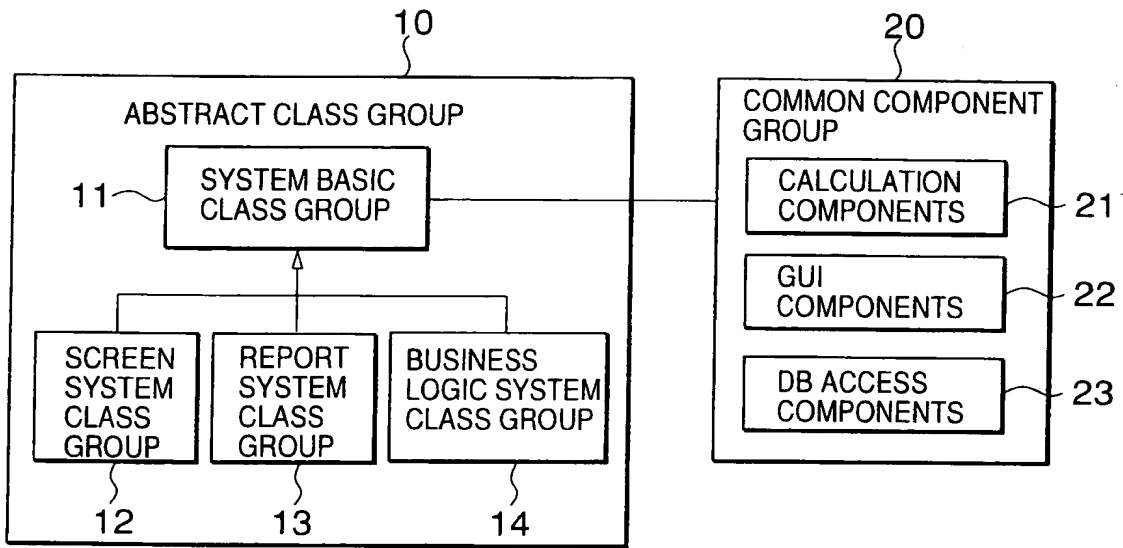 10
20
ABSTRACT CLASS GROUP
11
SYSTEM BASIC
CLASS GROUP
SCREEN
SYSTEM
CLASS
GROUP
12
REPORT
SYSTEM
CLASS
GROUP
13
BUSINESS
LOGIC SYSTEM
CLASS GROUP
14
COMMON COMPONENT
GROUP
CALCULATION
COMPONENTS
21
GUI
COMPONENTS
22
DB ACCESS
COMPONENTS
23